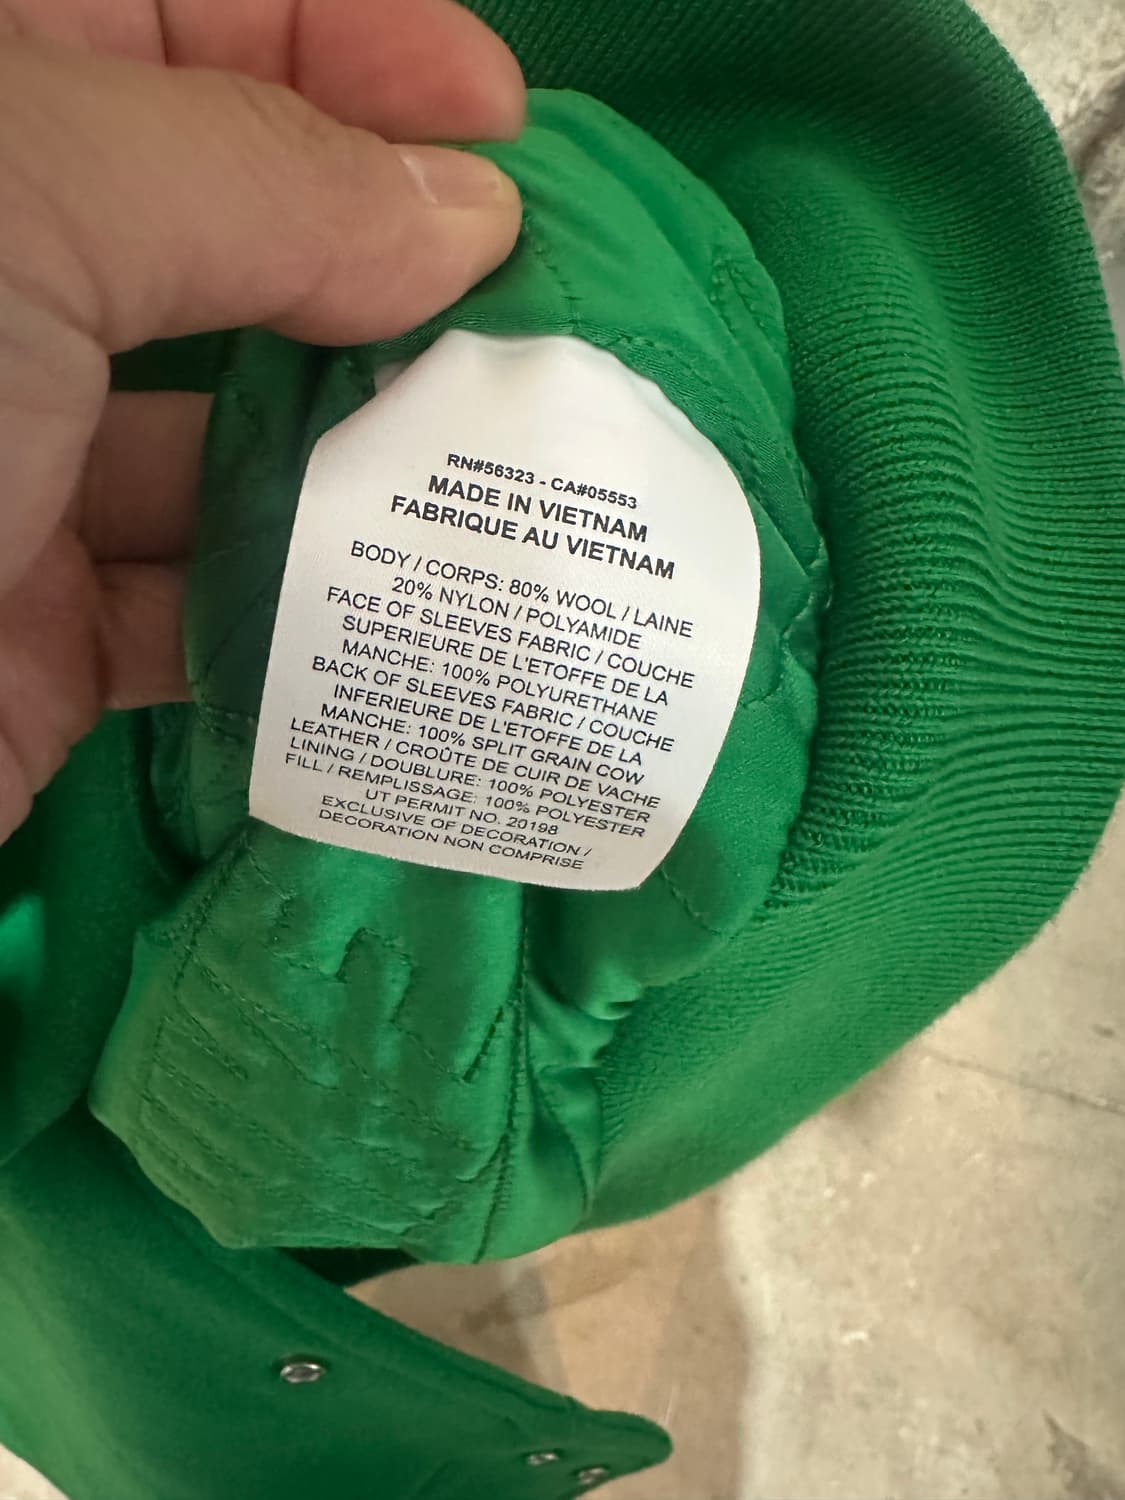 RN#56323 - CA#05553
MADE IN VIETNAM
FABRIQUE AU VIETNAM
BODY / CORPS: 80% WOOL / LAINE
20% NYLON / POLYAMIDE
FACE OF SLEEVES FABRIC / COUCHE
SUPERIEURE DE L'ETOFFE DE LA
MANCHE: 100% POLYURETHANE
BACK OF SLEEVES FABRIC / COUCHE
INFERIEURE DE L'ETOFFE DE LA
MANCHE: 100% SPLIT GRAIN COW
LEATHER / CROÛTE DE CUIR DE VACHE
LINING / DOUBLURE: 100% POLYESTER
FILL / REMPLISSAGE: 100% POLYESTER
UT PERMIT NO. 20198
EXCLUSIVE OF DECORATION /
DECORATION NON COMPRISE